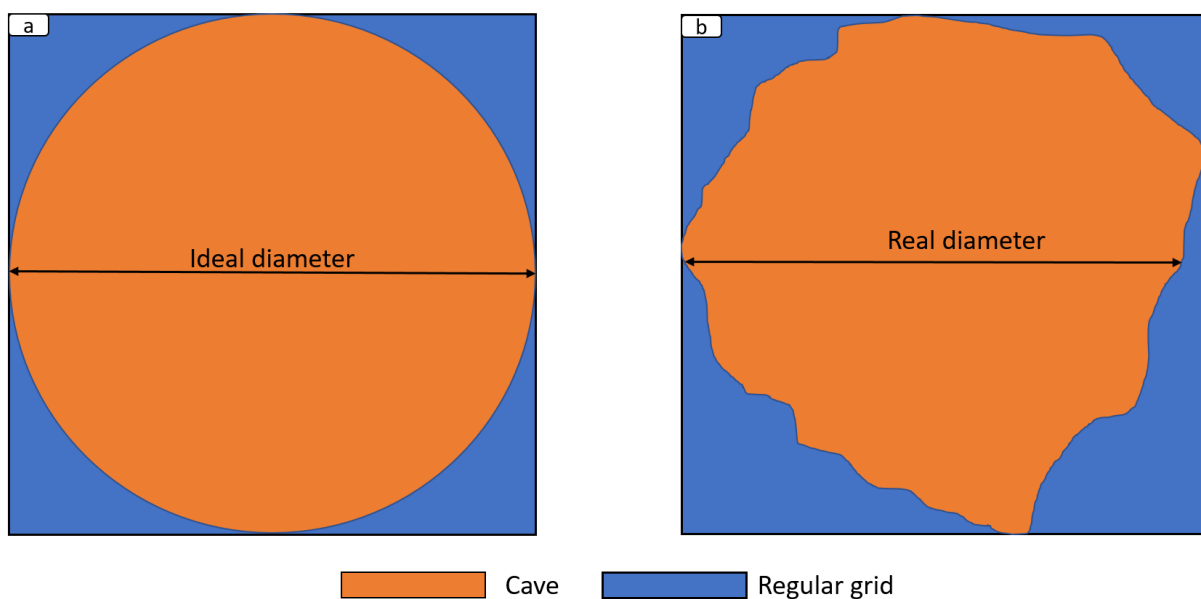 a
b
Ideal diameter
Real diameter
Cave
Regular grid